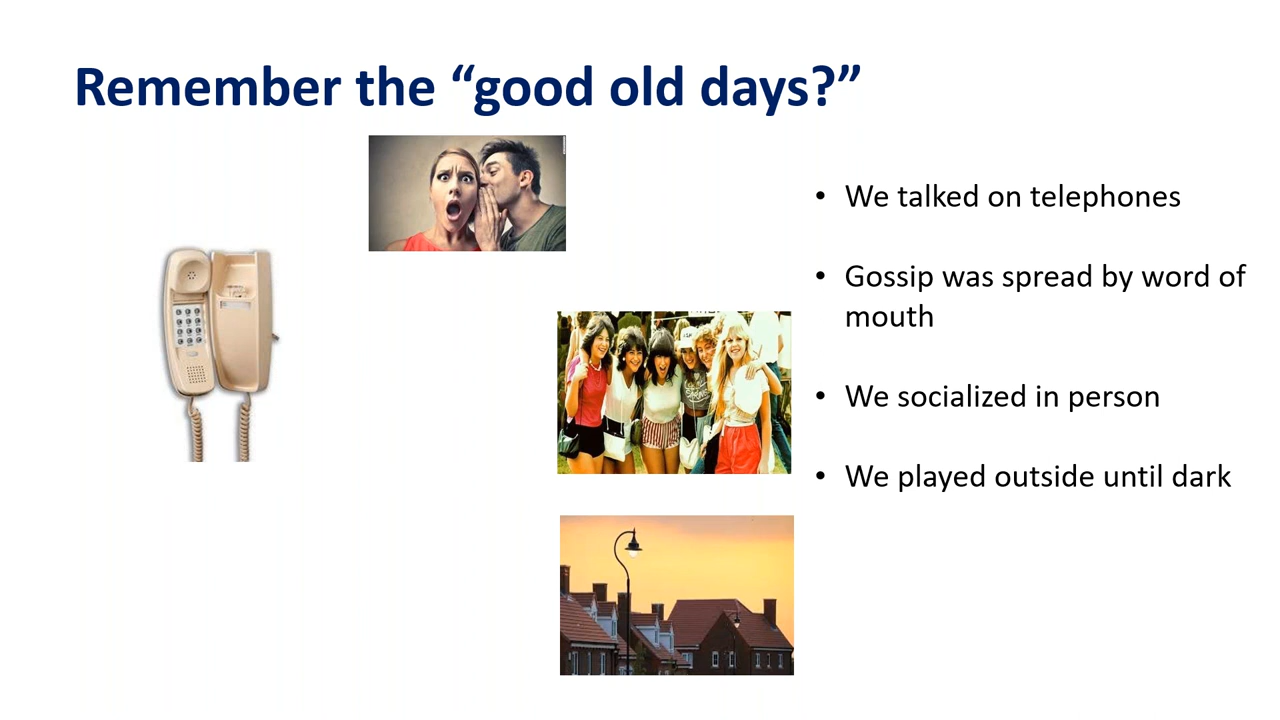 Remember the “good old days?”
• We talked on telephones
• Gossip was spread by word of
mouth
• We socialized in person
• We played outside until dark